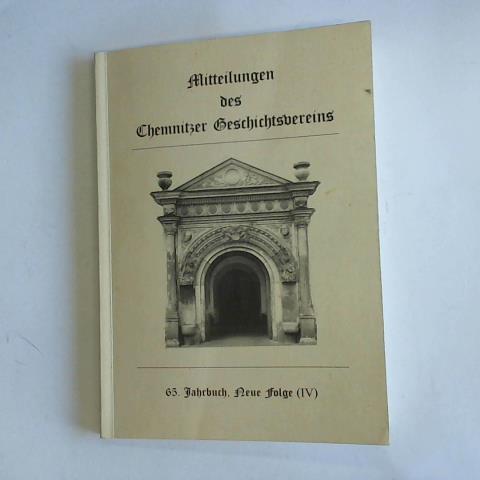 Mitteilungen
des
Chemnitzer Geschichtsvereins
65. Jahrbuch, Neue Folge (IV)